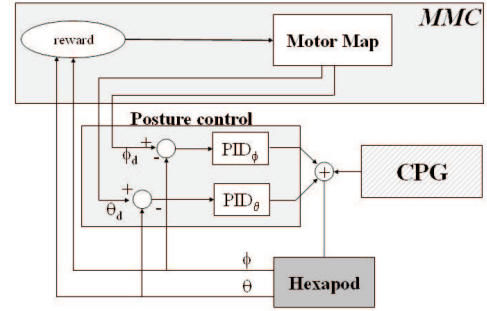 MMC
reward
Motor Map
Posture control
ϕd
+
-
PIDϕ
+
CPG
θd
+
-
PIDθ
ϕ
θ
Hexapod